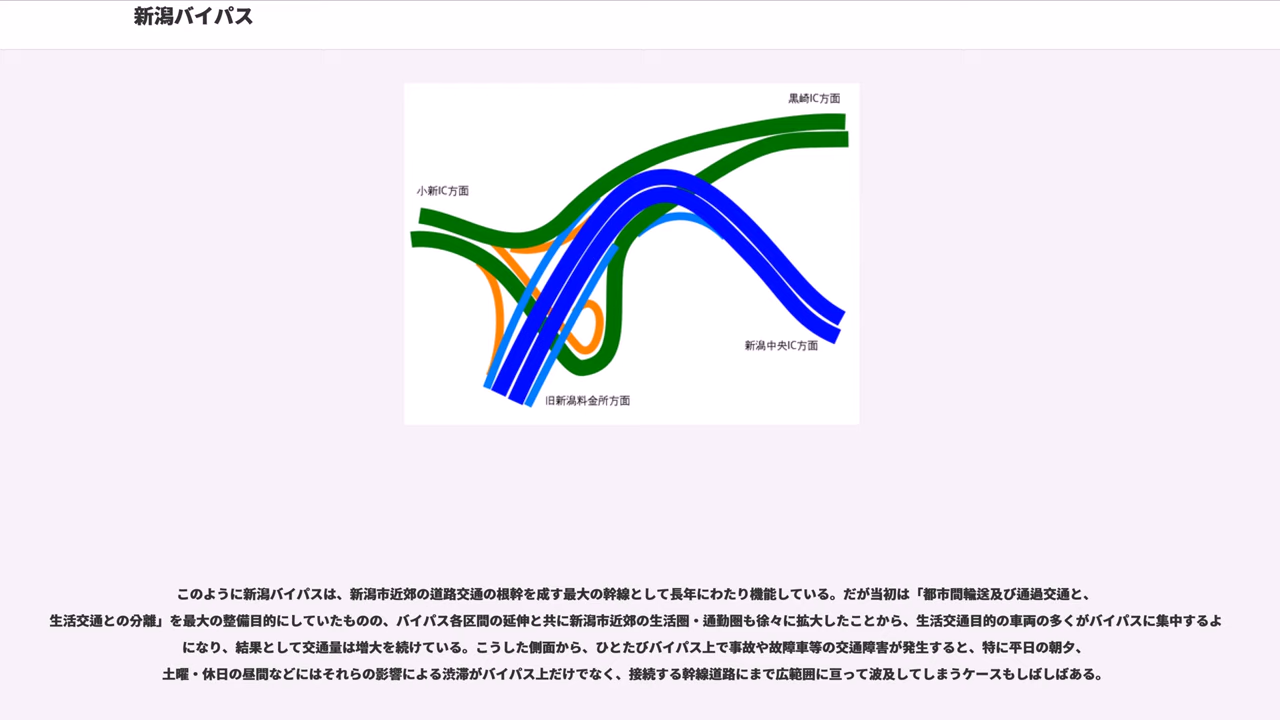 新潟バイパス
黒崎IC方面
小新IC方面
新潟中央IC方面
旧新潟料金所方面
このように新潟バイパスは、新潟市近郊の道路交通の根幹を成す最大の幹線として長年にわたり機能している。だが当初は「都市間輸送及び通過交通と、
生活交通との分離」を最大の整備目的にしていたものの、バイパス各区間の延伸と共に新潟市近郊の生活圏・通勤圏も徐々に拡大したことから、生活交通目的の車両の多くがバイパスに集中するよ
になり、結果として交通量は増大を続けている。こうした側面から、ひとたびバイパス上で事故や故障車等の交通障害が発生すると、特に平日の朝夕、
土曜・休日の昼間などにはそれらの影響による渋滞がバイパス上だけでなく、接続する幹線道路にまで広範囲に亘って波及してしまうケースもしばしばある。